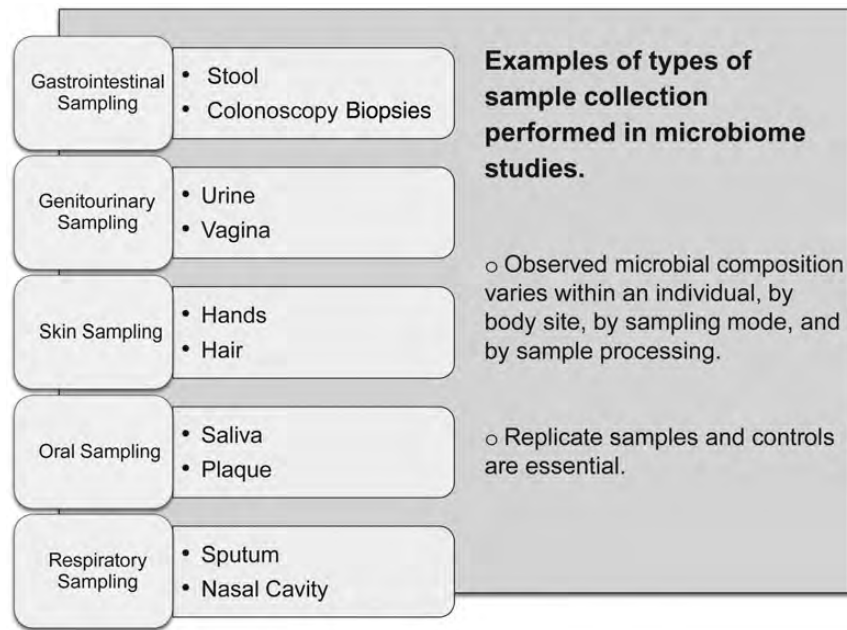 Gastrointestinal
Sampling
• Stool
• Colonoscopy Biopsies
Genitourinary
Sampling
• Urine
• Vagina
Skin Sampling
• Hands
• Hair
Oral Sampling
• Saliva
• Plaque
Respiratory
Sampling
• Sputum
• Nasal Cavity
Examples of types of
sample collection
performed in microbiome
studies.
o Observed microbial composition
varies within an individual, by
body site, by sampling mode, and
by sample processing.
o Replicate samples and controls
are essential.